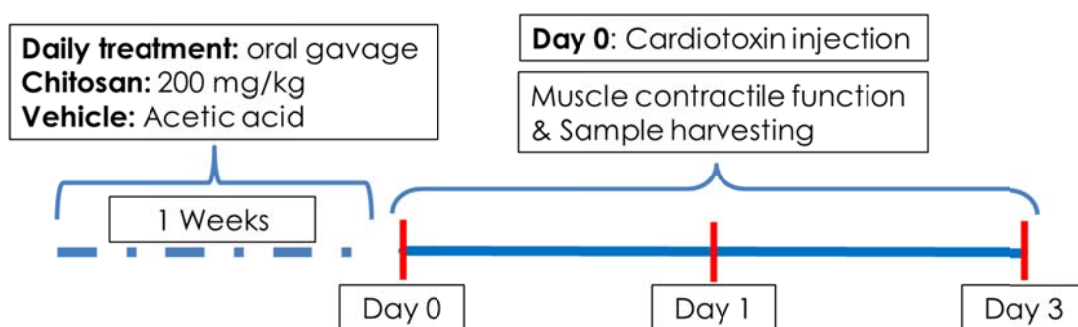 Daily treatment: oral gavage
Chitosan: 200 mg/kg
Vehicle: Acetic acid
1 Weeks
Day 0: Cardiotoxin injection
Muscle contractile function
& Sample harvesting
Day 0
Day 1
Day 3